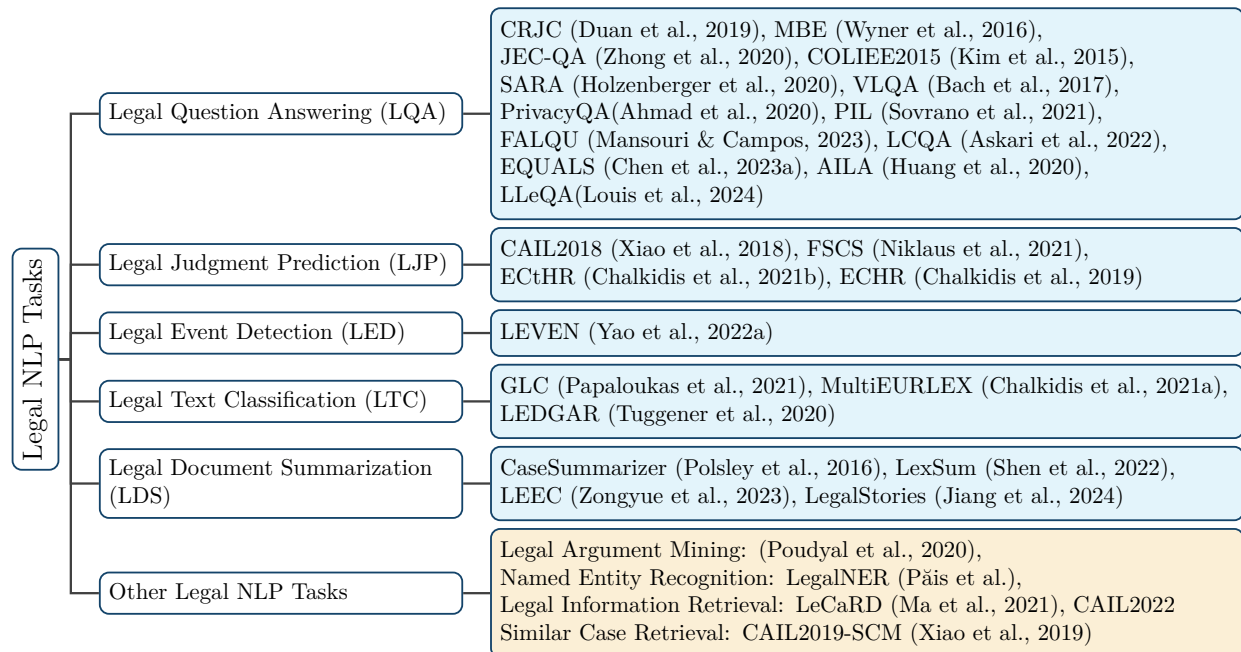 Legal NLP Tasks
Legal Question Answering (LQA)
CRJC (Duan et al., 2019), MBE (Wyner et al., 2016),
JEC-QA (Zhong et al., 2020), COLIEE2015 (Kim et al., 2015),
SARA (Holzenberger et al., 2020), VLQA (Bach et al., 2017),
PrivacyQA(Ahmad et al., 2020), PIL (Sovrano et al., 2021),
FALQU (Mansouri & Campos, 2023), LCQA (Askari et al., 2022),
EQUALS (Chen et al., 2023a), AILA (Huang et al., 2020),
LLeQA(Louis et al., 2024)
Legal Judgment Prediction (LJP)
CAIL2018 (Xiao et al., 2018), FSCS (Niklaus et al., 2021),
ECtHR (Chalkidis et al., 2021b), ECHR (Chalkidis et al., 2019)
Legal Event Detection (LED)
LEVEN (Yao et al., 2022a)
Legal Text Classification (LTC)
GLC (Papaloukas et al., 2021), MultiEURLEX (Chalkidis et al., 2021a),
LEDGAR (Tuggener et al., 2020)
Legal Document Summarization
(LDS)
CaseSummarizer (Polsley et al., 2016), LexSum (Shen et al., 2022),
LEEC (Zongyue et al., 2023), LegalStories (Jiang et al., 2024)
Other Legal NLP Tasks
Legal Argument Mining: (Poudyal et al., 2020),
Named Entity Recognition: LegalNER (Păis et al.),
Legal Information Retrieval: LeCaRD (Ma et al., 2021), CAIL2022
Similar Case Retrieval: CAIL2019-SCM (Xiao et al., 2019)